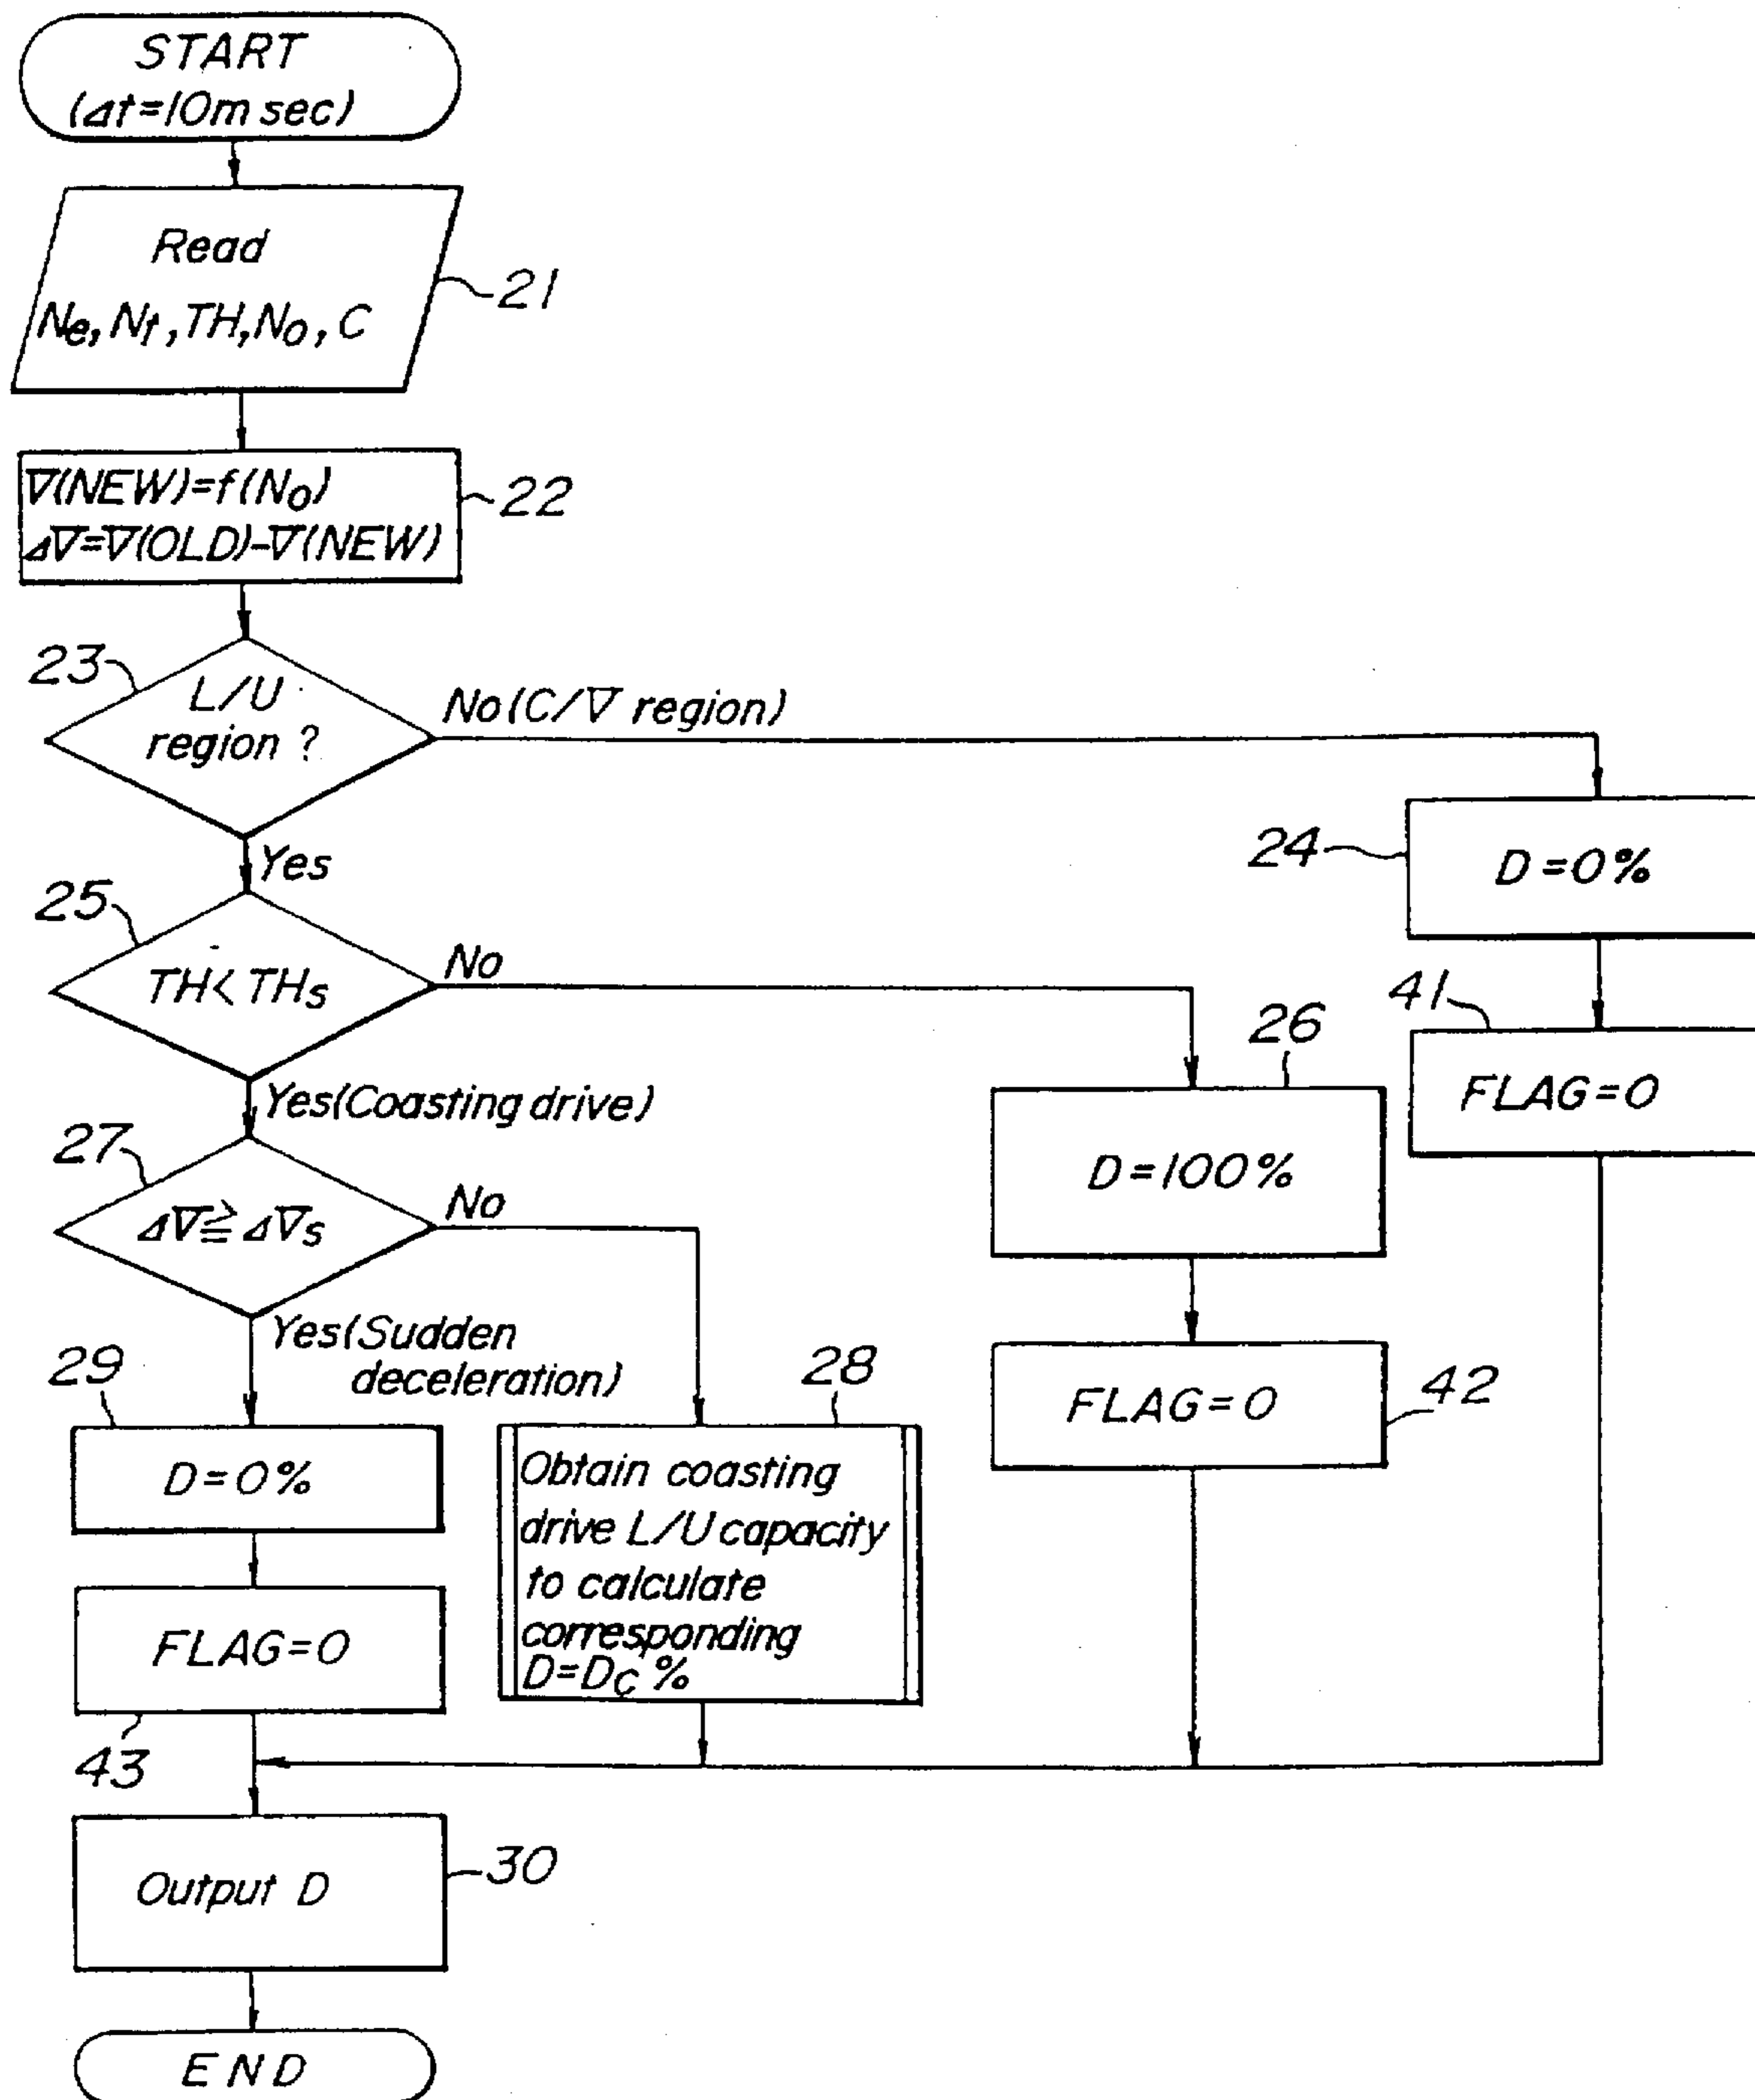 START
(Δt=10m sec)
Read
Ne, Nt, TH, No, C
21
V(NEW)=f(No)
ΔV=V(OLD)-V(NEW)
22
23
L/U
region ?
No (C/V region)
Yes
24
D=0%
25
TH<THs
No
41
FLAG=0
26
D=100%
Yes (Coasting drive)
27
ΔV≧ΔVs
No
Yes (Sudden
deceleration)
FLAG=0
42
29
D=0%
28
Obtain coasting
drive L/U capacity
to calculate
corresponding
D=Dc %
FLAG=0
43
Output D
30
END